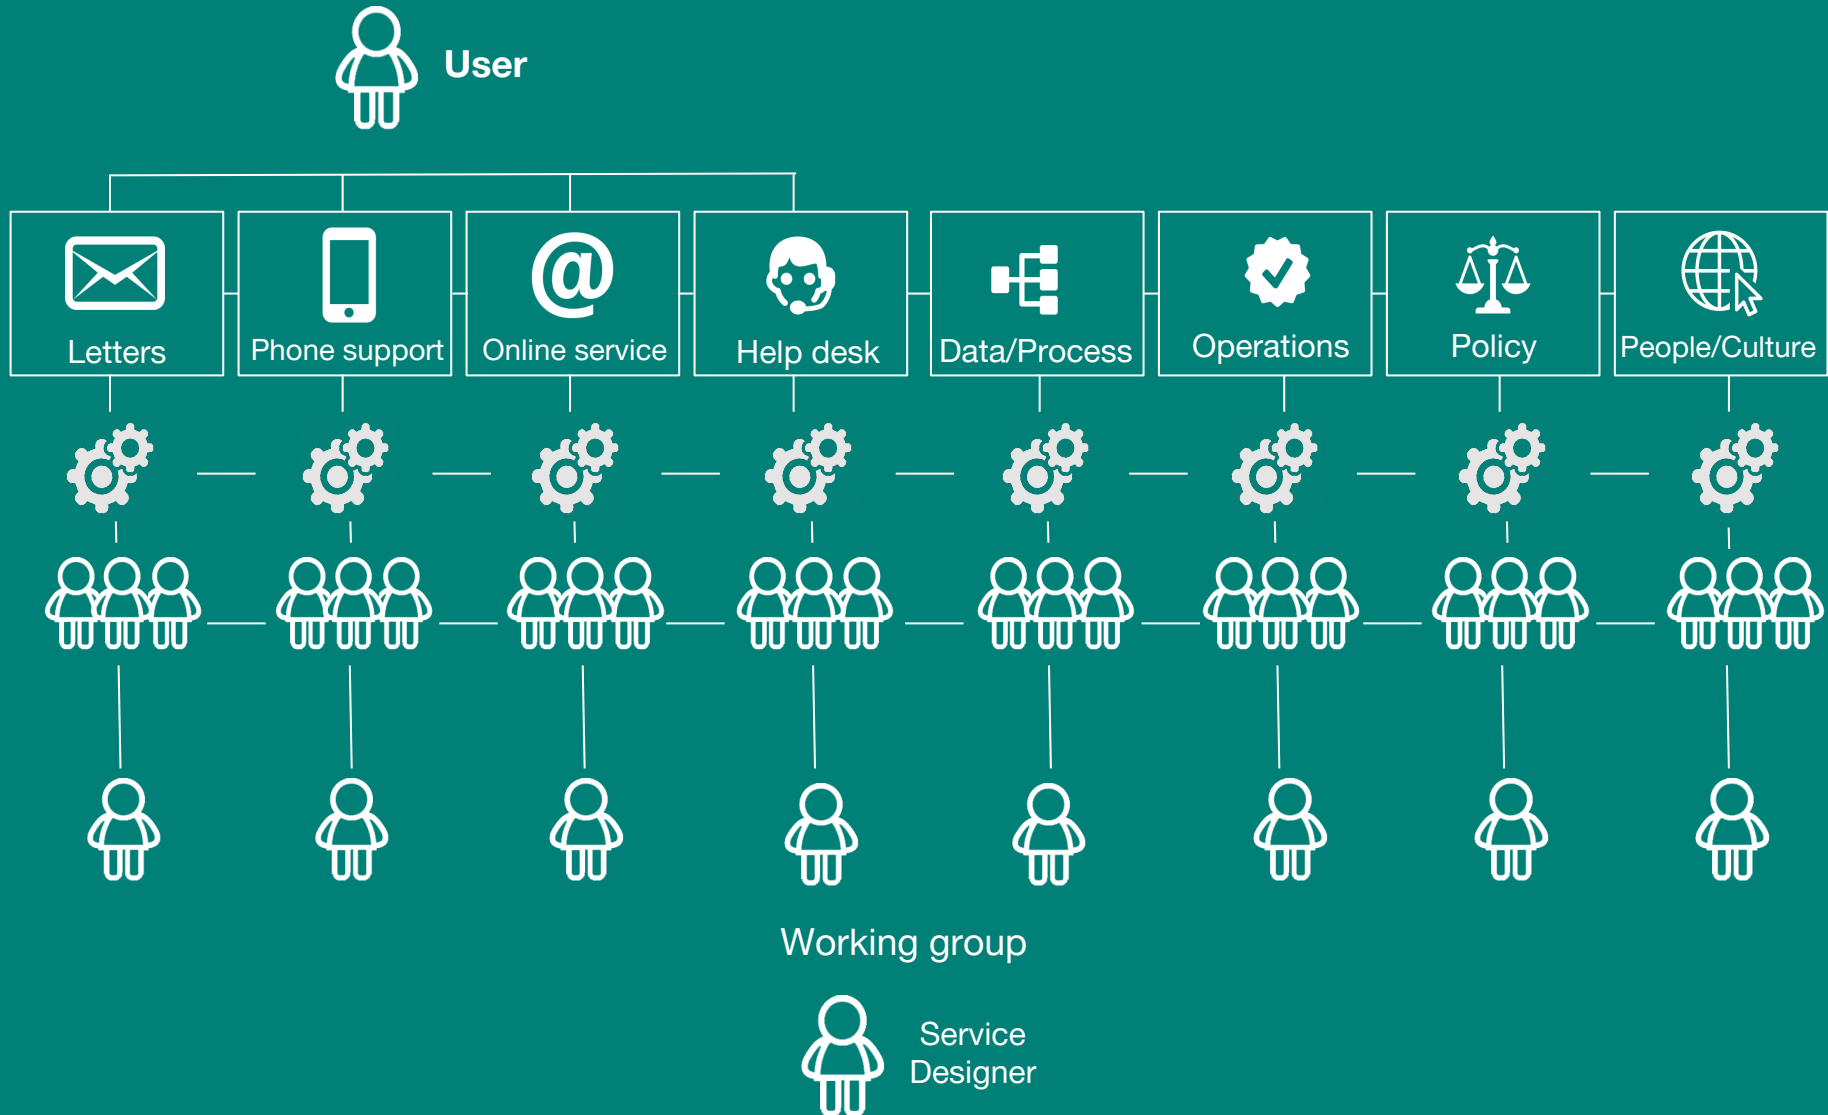 User
Letters
Phone support
Online service
Help desk
Data/Process
Operations
Policy
People/Culture
Working group
Service
Designer